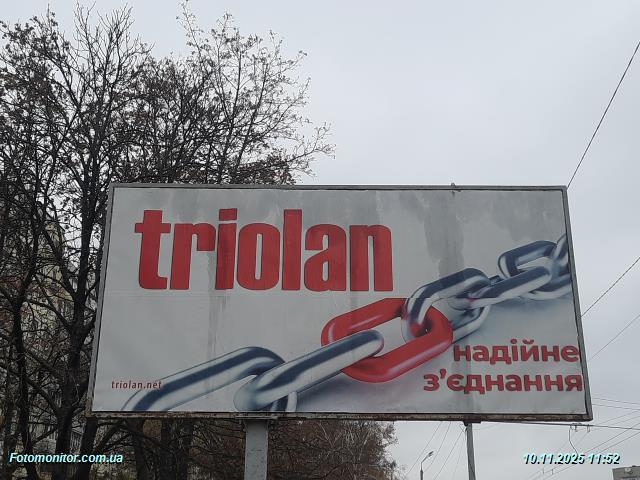 triolan
надійне
з'єднання
triolan.net
Fotomonitor.com.ua
10.11.2025 11:52